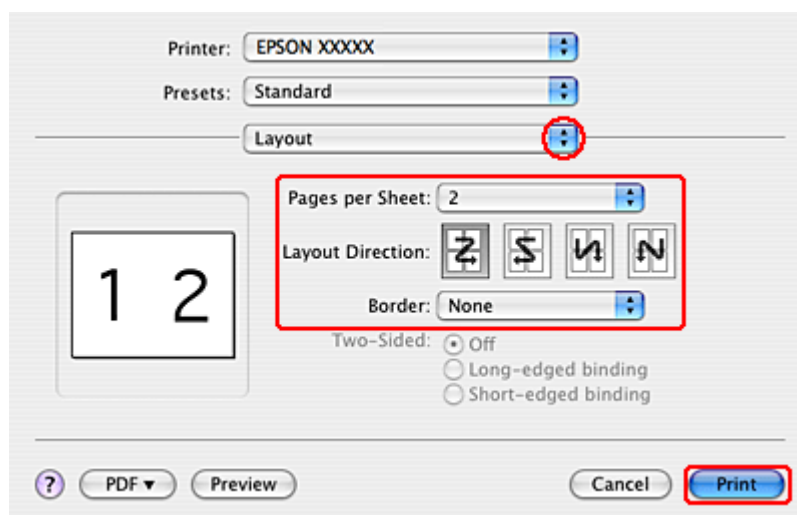 Printer: EPSON XXXXX
Presets: Standard
Layout
Pages per Sheet: 2
Layout Direction:
1 2
Border: None
Two-Sided: Off
Long-edged binding
Short-edged binding
? PDF▼ Preview Cancel Print